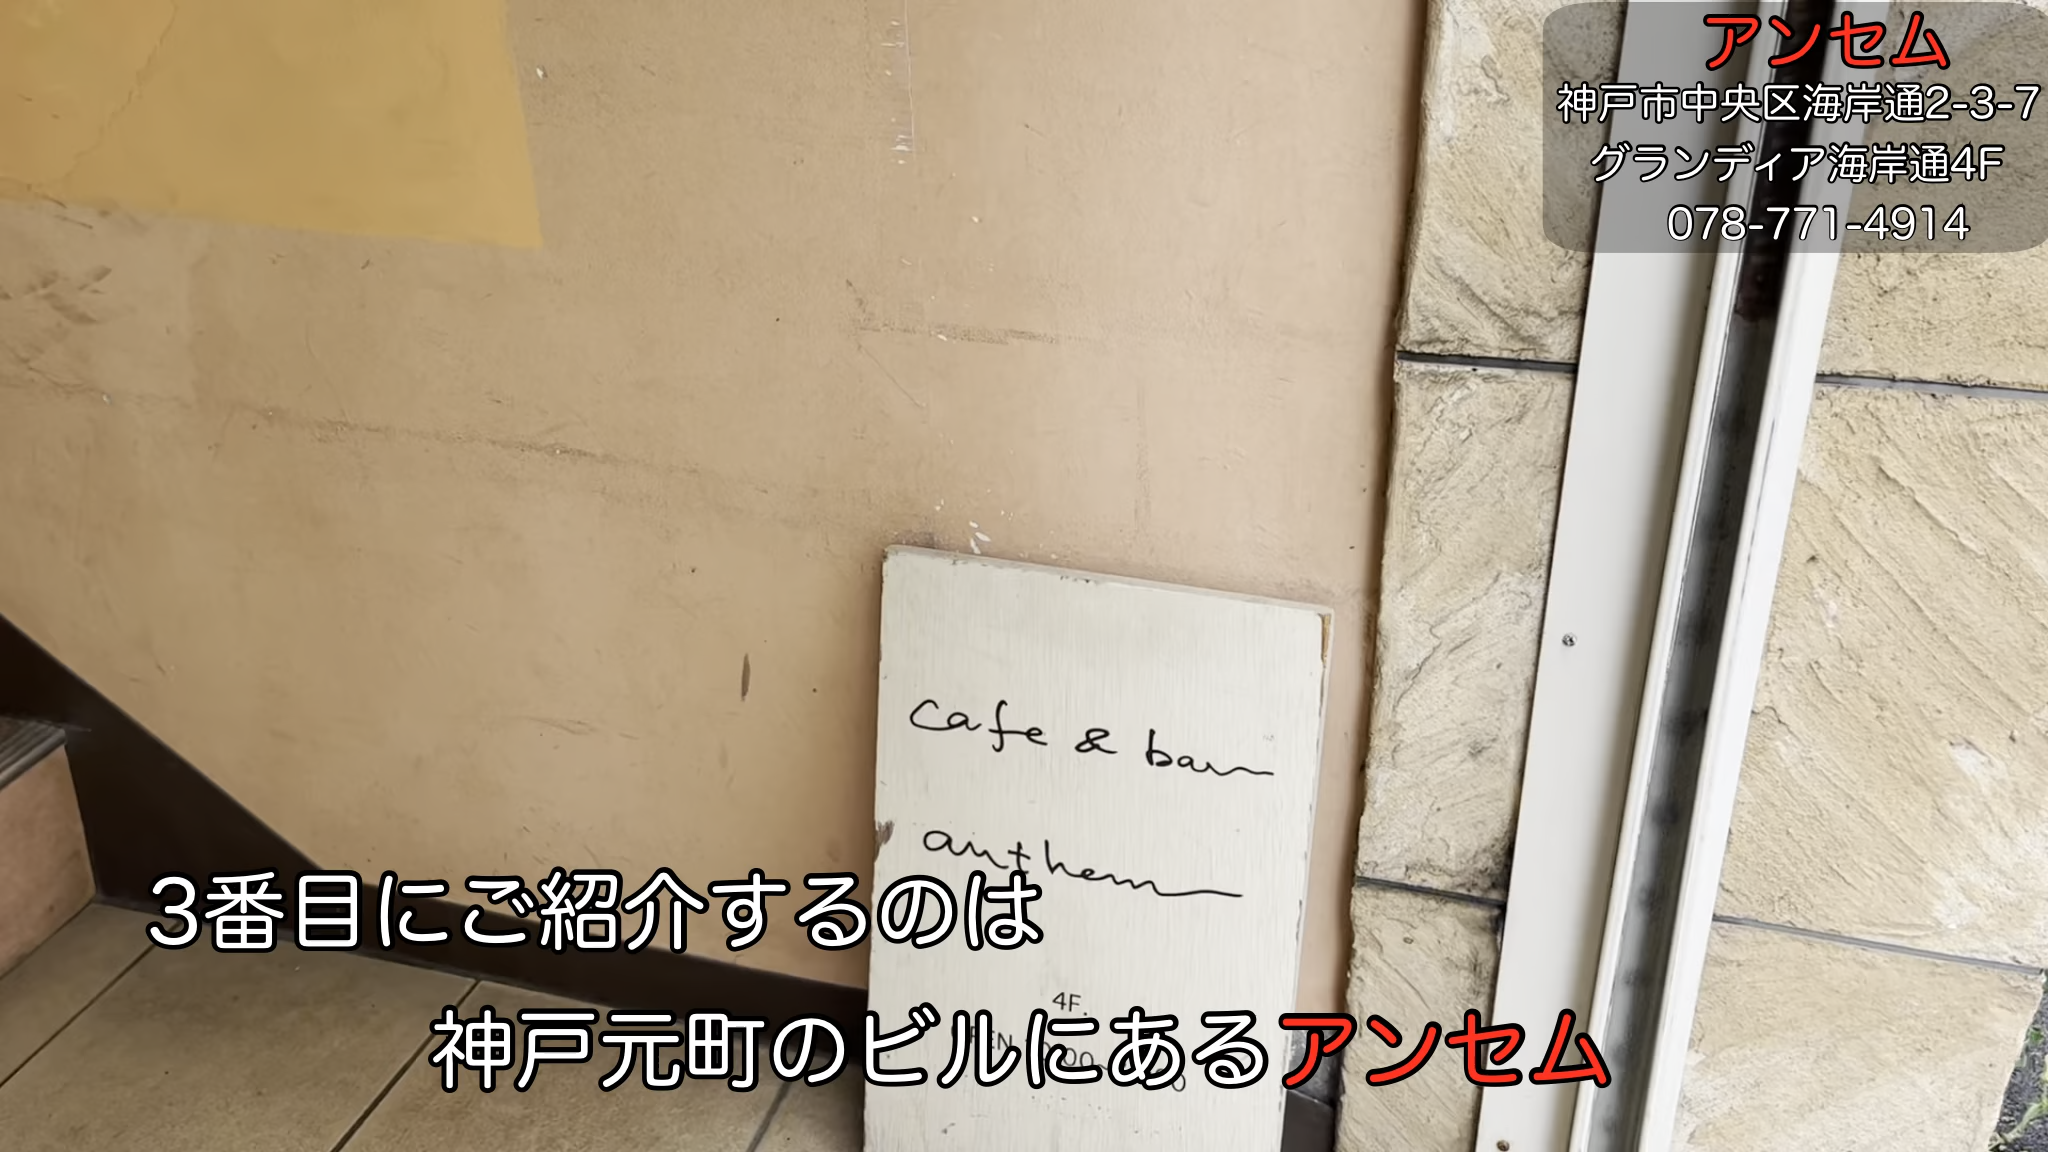 アンセム
神戸市中央区海岸通2-3-7
グランディア海岸通4F
078-771-4914
cafe & bar
anthem
4F.
3番目にご紹介するのは
神戸元町のビルにあるアンセム